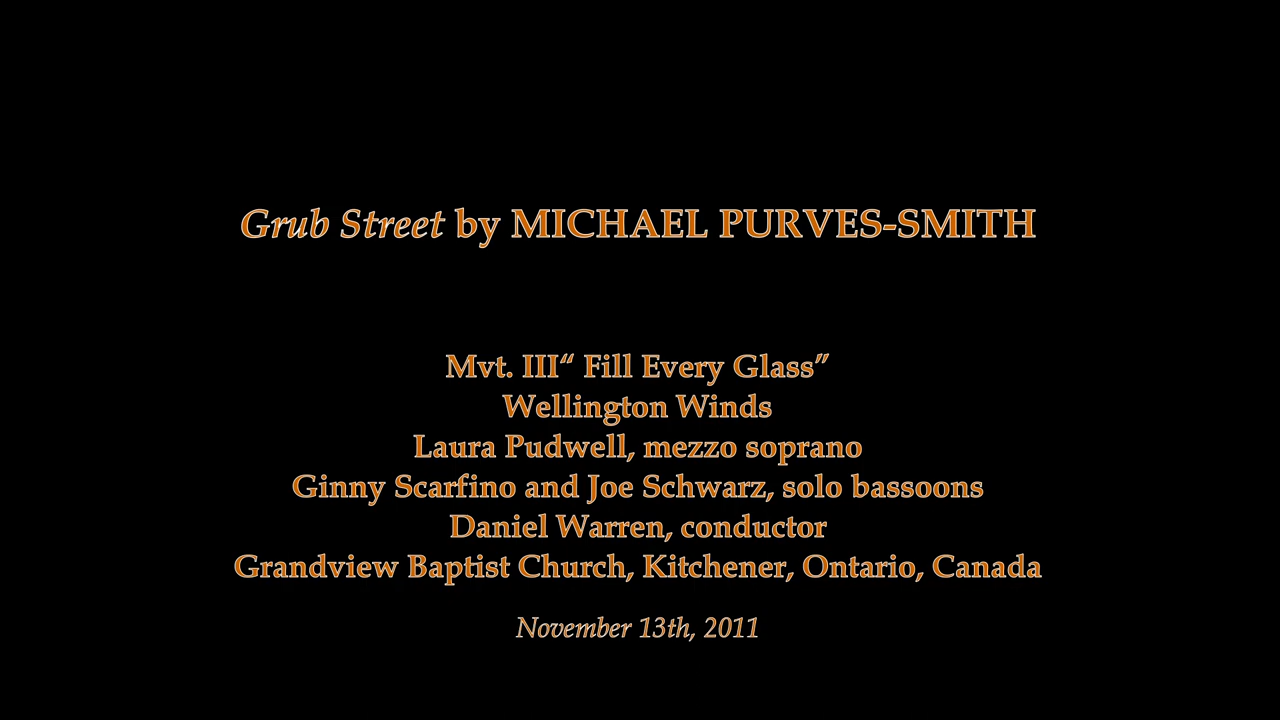 Grub Street by MICHAEL PURVES-SMITH
Mvt. III“ Fill Every Glass”
Wellington Winds
Laura Pudwell, mezzo soprano
Ginny Scarfino and Joe Schwarz, solo bassoons
Daniel Warren, conductor
Grandview Baptist Church, Kitchener, Ontario, Canada
November 13th, 2011